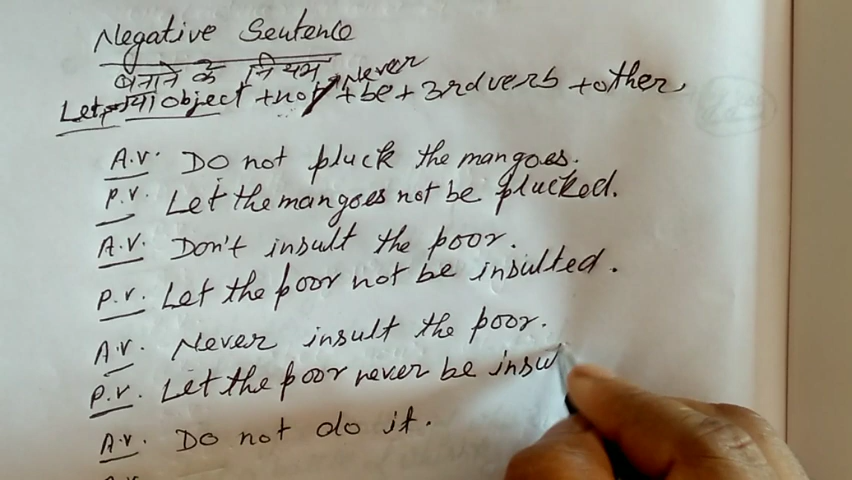 Negative Sentence
बनाने के नियम
Let + object + not / Never + be + 3rd verb + other
A.V. Do not pluck the mangoes.
P.V. Let the mangoes not be plucked.
A.V. Don't insult the poor.
P.V. Let the poor not be insulted.
A.V. Never insult the poor.
P.V. Let the poor never be insu
A.V. Do not do it.